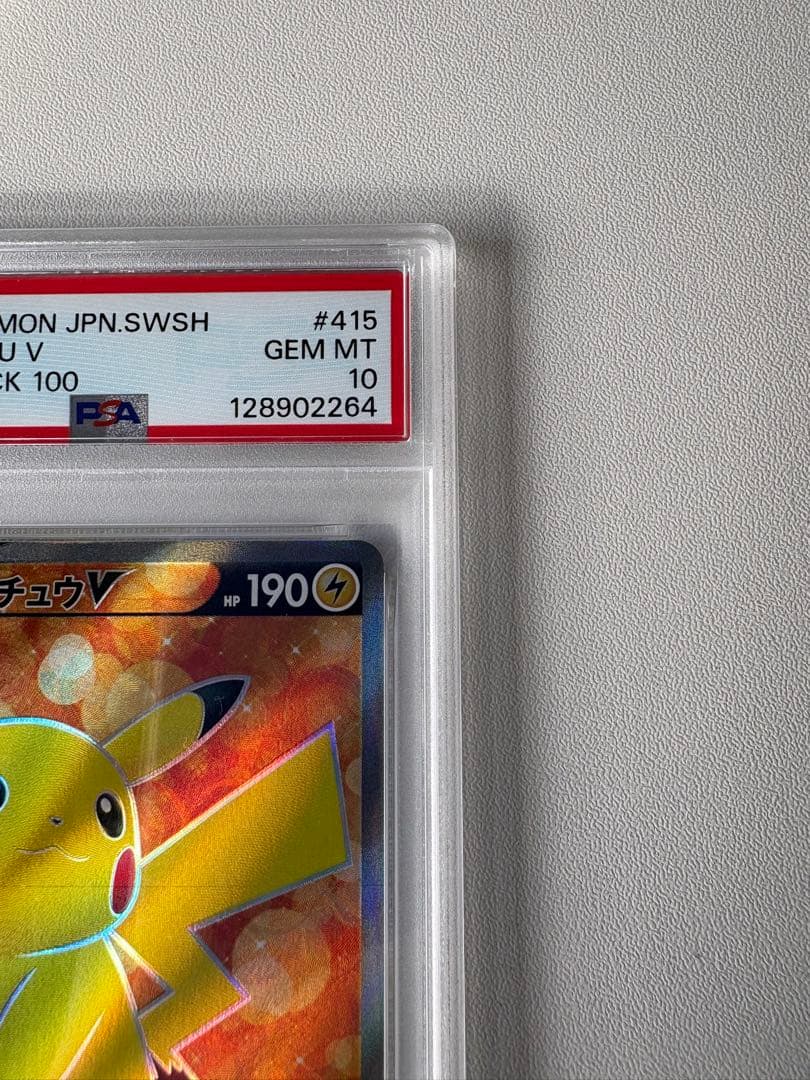 MON JPN.SWSH #415
U V GEM MT
CK 100 10
PSA 128902264
チュウV HP 190